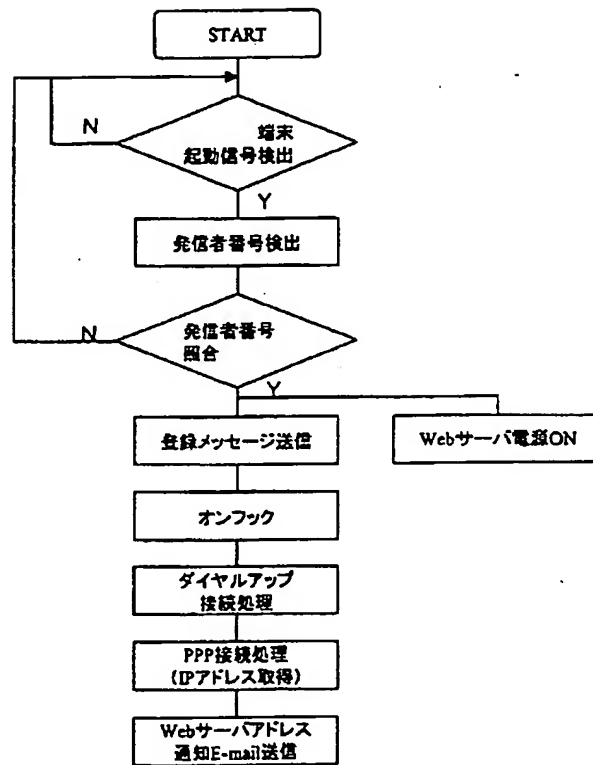 START
N
端末
起動信号検出
Y
発信者番号検出
N
発信者番号
照合
Y
登録メッセージ送信
Webサーバ電源ON
オンフック
ダイヤルアップ
接続処理
PPP接続処理
(IPアドレス取得)
Webサーバアドレス
通知E-mail送信